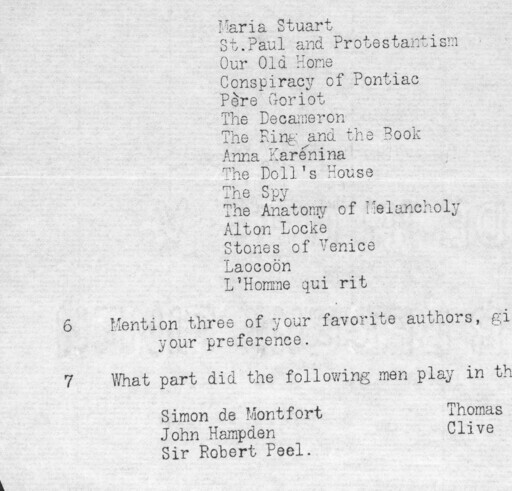 Maria Stuart
St.Paul and Protestantism
Our Old Home
Conspiracy of Pontiac
Père Goriot
The Decameron
The Ring and the Book
Anna Karénina
The Doll's House
The Spy
The Anatomy of Melancholy
Alton Locke
Stones of Venice
Laocoön
L'Homme qui rit
6 Mention three of your favorite authors, gi
your preference.
7 What part did the following men play in th
Simon de Montfort Thomas
John Hampden Clive
Sir Robert Peel.